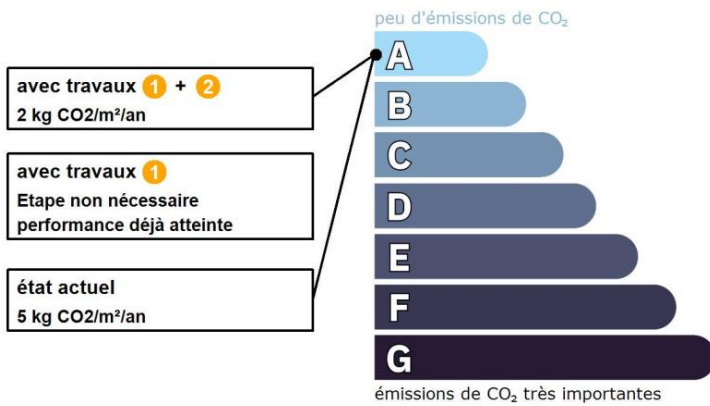 peu d'émissions de CO₂
avec travaux 1 + 2
2 kg CO2/m²/an
avec travaux 1
Etape non nécessaire
performance déjà atteinte
état actuel
5 kg CO2/m²/an
A
B
C
D
E
F
G
émissions de CO₂ très importantes